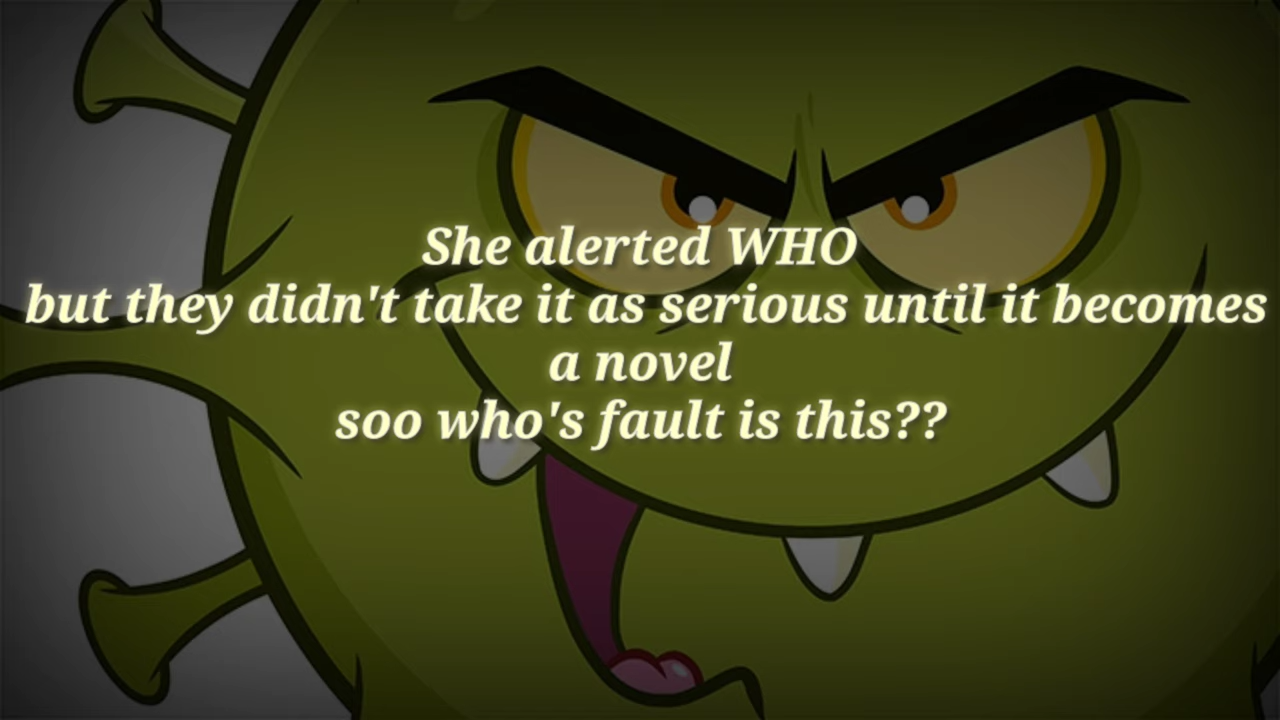 She alerted WHO
but they didn't take it as serious until it becomes
a novel
soo who's fault is this??